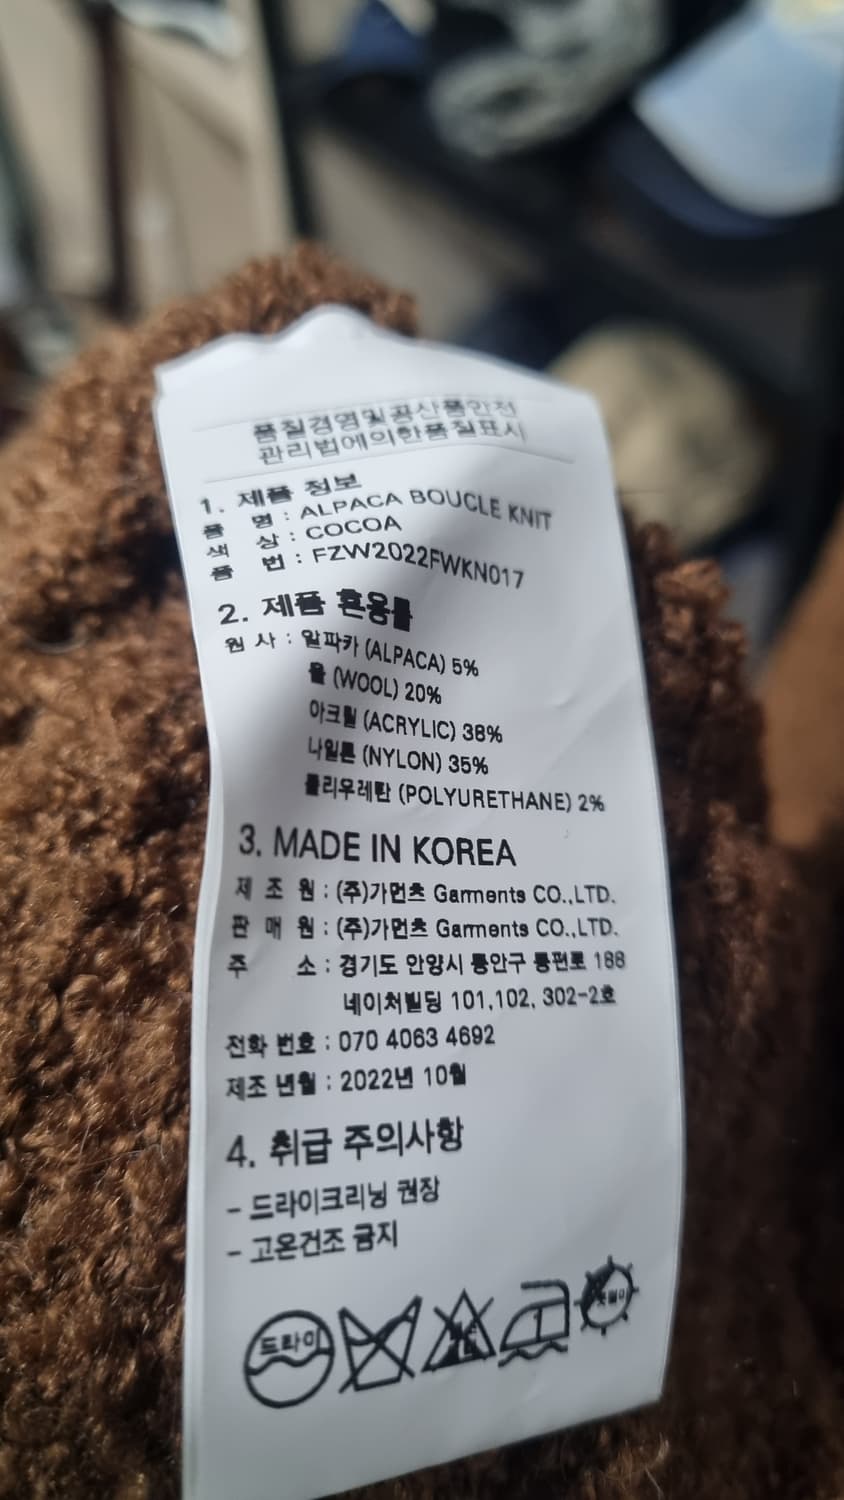 품질경영및공산품안전
관리법에의한품질표시
1. 제품 정보
품 명 : ALPACA BOUCLE KNIT
색 상 : COCOA
품 번 : FZW2022FWKN017
2. 제품 혼용률
원 사 : 알파카 (ALPACA) 5%
울 (WOOL) 20%
아크릴 (ACRYLIC) 38%
나일론 (NYLON) 35%
폴리우레탄 (POLYURETHANE) 2%
3. MADE IN KOREA
제 조 원 : (주)가먼츠 Garments CO.,LTD.
판 매 원 : (주)가먼츠 Garments CO.,LTD.
주 소 : 경기도 안양시 동안구 동편로 188
네이처빌딩 101,102, 302-2호
전화 번호 : 070 4063 4692
제조 년월 : 2022년 10월
4. 취급 주의사항
- 드라이크리닝 권장
- 고온건조 금지
드라이